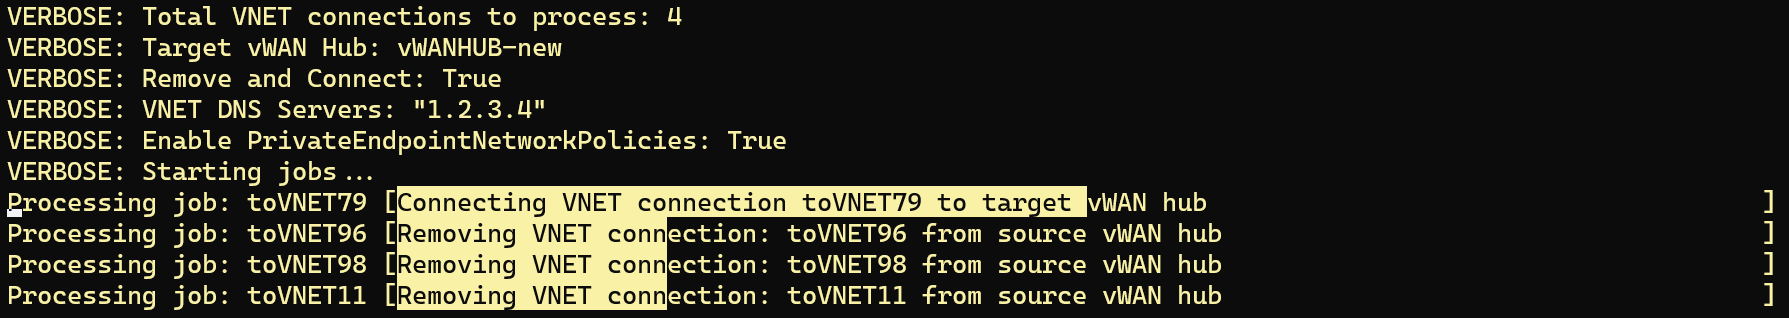 VERBOSE: Total VNET connections to process: 4
VERBOSE: Target vWAN Hub: vWANHUB-new
VERBOSE: Remove and Connect: True
VERBOSE: VNET DNS Servers: "1.2.3.4"
VERBOSE: Enable PrivateEndpointNetworkPolicies: True
VERBOSE: Starting jobs...
Processing job: toVNET79 [Connecting VNET connection toVNET79 to target vWAN hub ]
Processing job: toVNET96 [Removing VNET connection: toVNET96 from source vWAN hub ]
Processing job: toVNET98 [Removing VNET connection: toVNET98 from source vWAN hub ]
Processing job: toVNET11 [Removing VNET connection: toVNET11 from source vWAN hub ]